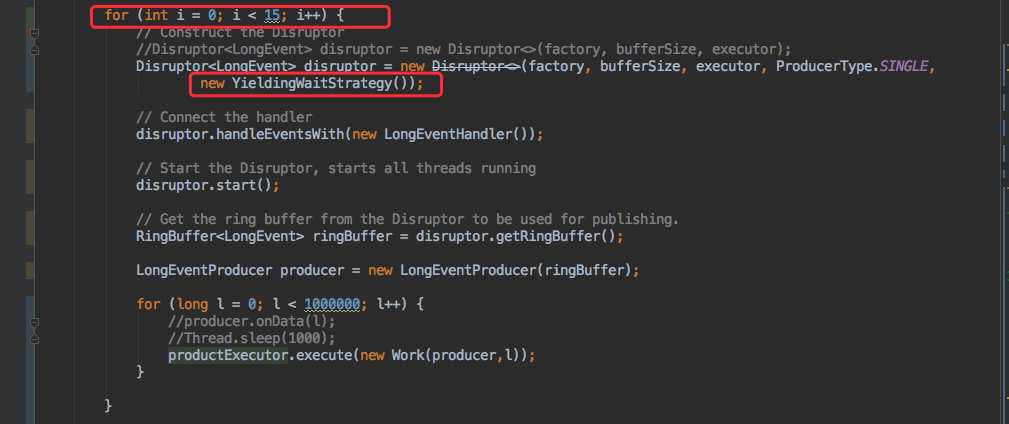 for (int i = 0; i < 15; i++) {
// Construct the Disruptor
//Disruptor<LongEvent> disruptor = new Disruptor<>(factory, bufferSize, executor);
Disruptor<LongEvent> disruptor = new Disruptor<>(factory, bufferSize, executor, ProducerType.SINGLE,
new YieldingWaitStrategy());
// Connect the handler
disruptor.handleEventsWith(new LongEventHandler());
// Start the Disruptor, starts all threads running
disruptor.start();
// Get the ring buffer from the Disruptor to be used for publishing.
RingBuffer<LongEvent> ringBuffer = disruptor.getRingBuffer();
LongEventProducer producer = new LongEventProducer(ringBuffer);
for (long l = 0; l < 1000000; l++) {
//producer.onData(l);
//Thread.sleep(1000);
productExecutor.execute(new Work(producer,l));
}
}